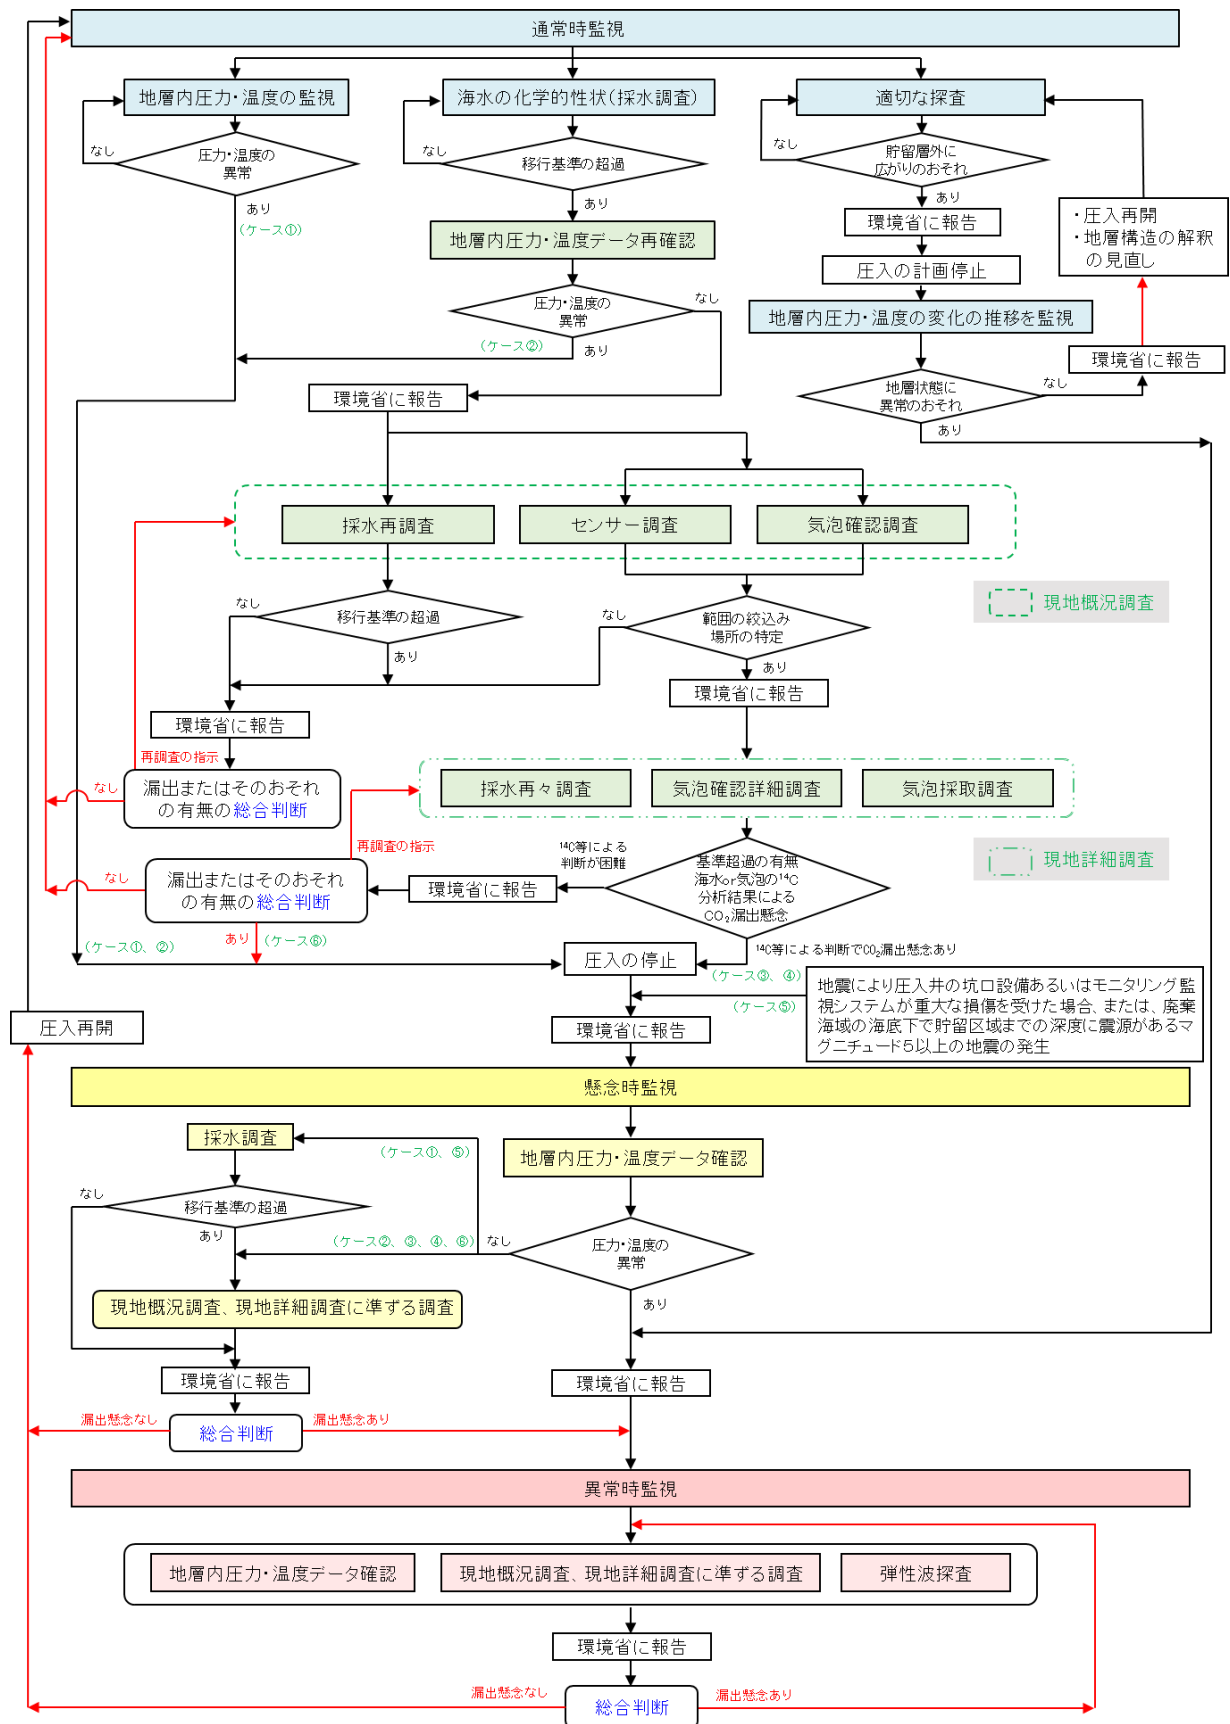 通常時監視
地層内圧力・温度の監視
海水の化学的性状(採水調査)
適切な探査
なし
圧力・温度の
異常
なし
移行基準の超過
なし
貯留層外に
広がりのおそれ
あり
(ケース①)
あり
あり
環境省に報告
・圧入再開
・地層構造の解釈
の見直し
地層内圧力・温度データ再確認
圧入の計画停止
圧力・温度の
異常
なし
地層内圧力・温度の変化の推移を監視
(ケース②)
あり
環境省に報告
環境省に報告
地層状態に
異常のおそれ
なし
あり
採水再調査
センサー調査
気泡確認調査
現地概況調査
なし
移行基準の超過
なし
範囲の絞込み
場所の特定
あり
あり
環境省に報告
環境省に報告
再調査の指示
なし
漏出またはそのおそれ
の有無の総合判断
採水再々調査
気泡確認詳細調査
気泡採取調査
再調査の指示
¹⁴C等による
判断が困難
基準超過の有無
海水or気泡の¹⁴C
分析結果による
CO₂漏出懸念
現地詳細調査
なし
漏出またはそのおそれ
の有無の総合判断
環境省に報告
(ケース①、②)
あり
(ケース⑥)
¹⁴C等による判断でCO₂漏出懸念あり
圧入の停止
(ケース③、④)
(ケース⑤)
地震により圧入井の坑口設備あるいはモニタリング監
視システムが重大な損傷を受けた場合、または、廃棄
海域の海底下で貯留区域までの深度に震源があるマ
グニチュード5以上の地震の発生
圧入再開
環境省に報告
懸念時監視
採水調査
(ケース①、⑤)
地層内圧力・温度データ確認
なし
移行基準の超過
あり
(ケース②、③、④、⑥)
なし
圧力・温度の
異常
あり
現地概況調査、現地詳細調査に準ずる調査
環境省に報告
環境省に報告
漏出懸念なし
総合判断
漏出懸念あり
異常時監視
地層内圧力・温度データ確認
現地概況調査、現地詳細調査に準ずる調査
弾性波探査
環境省に報告
漏出懸念なし
総合判断
漏出懸念あり